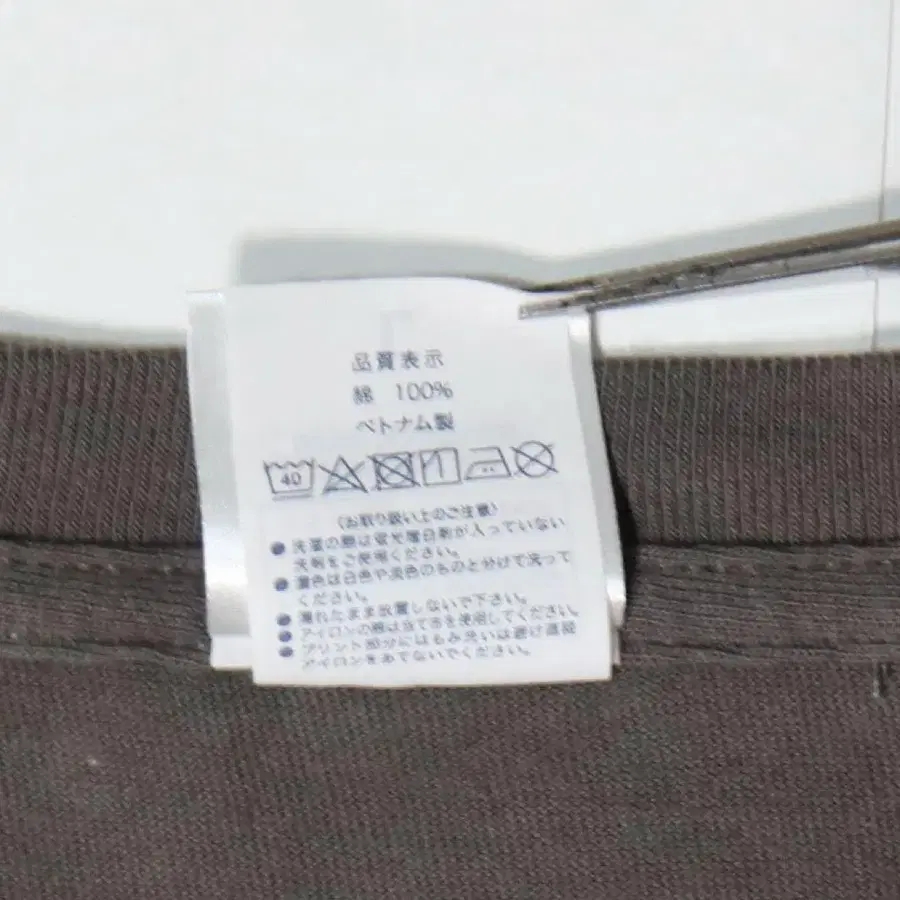 品質表示
綿 100%
ベトナム製
40
〈お取り扱い上のご注意〉
●洗濯の際は蛍光増白剤が入っていない
洗剤をご使用ください。
●濃色は白色や淡色のものと分けて洗って
ください。
●濡れたまま放置しないで下さい。
●アイロンの際は当て布を使用してください。
●プリント部分にはもみ洗いは避け直接
アイロンをあてないでください。